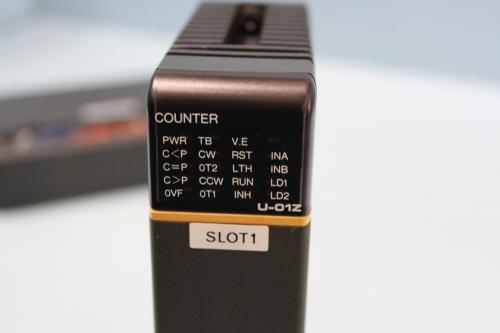 COUNTER
PWR TB V.E
C<P CW RST INA
C=P 0T2 LTH INB
C>P CCW RUN LD1
0VF 0T1 INH LD2
U-01Z
SLOT1